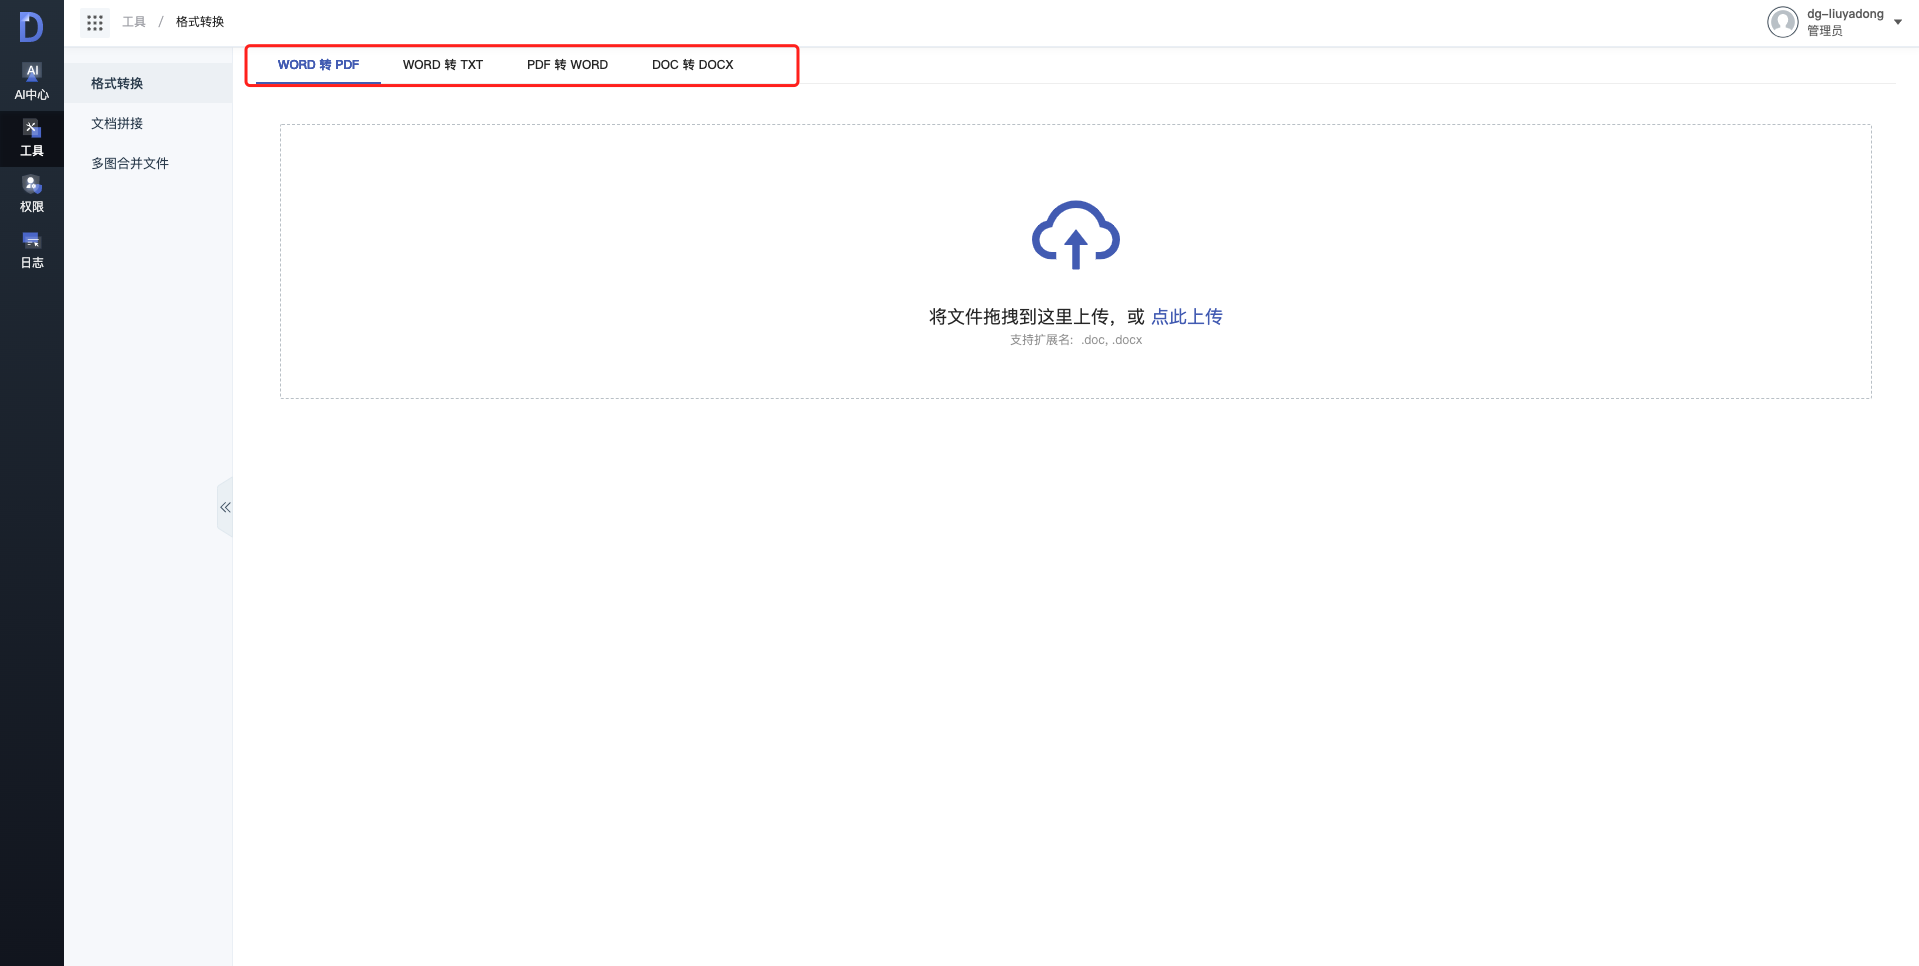 工具 / 格式转换
dg-liuyadong
管理员
AI
AI中心
工具
权限
日志
格式转换
文档拼接
多图合并文件
WORD 转 PDF WORD 转 TXT PDF 转 WORD DOC 转 DOCX
将文件拖拽到这里上传，或 点此上传
支持扩展名: .doc, .docx